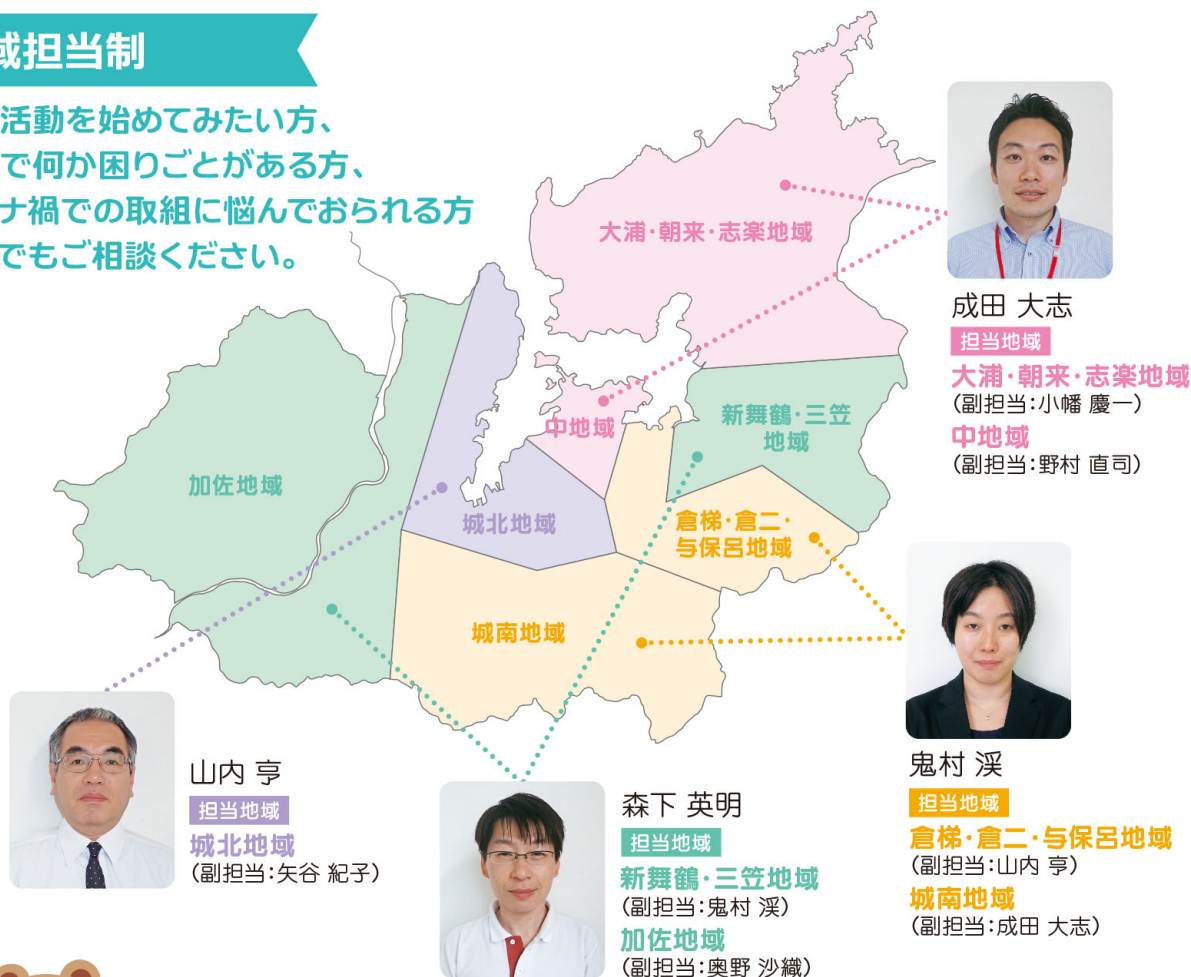 域担当制
活動を始めてみたい方、
で何か困りごとがある方、
ナ禍での取組に悩んでおられる方
でもご相談ください。
大浦・朝来・志楽地域
中地域
新舞鶴・三笠
地域
加佐地域
城北地域
倉梯・倉二・
与保呂地域
城南地域
成田 大志
担当地域
大浦・朝来・志楽地域
(副担当:小幡 慶一)
中地域
(副担当:野村 直司)
鬼村 渓
担当地域
倉梯・倉二・与保呂地域
(副担当:山内 亨)
城南地域
(副担当:成田 大志)
山内 亨
担当地域
城北地域
(副担当:矢谷 紀子)
森下 英明
担当地域
新舞鶴・三笠地域
(副担当:鬼村 渓)
加佐地域
(副担当:奥野 沙織)